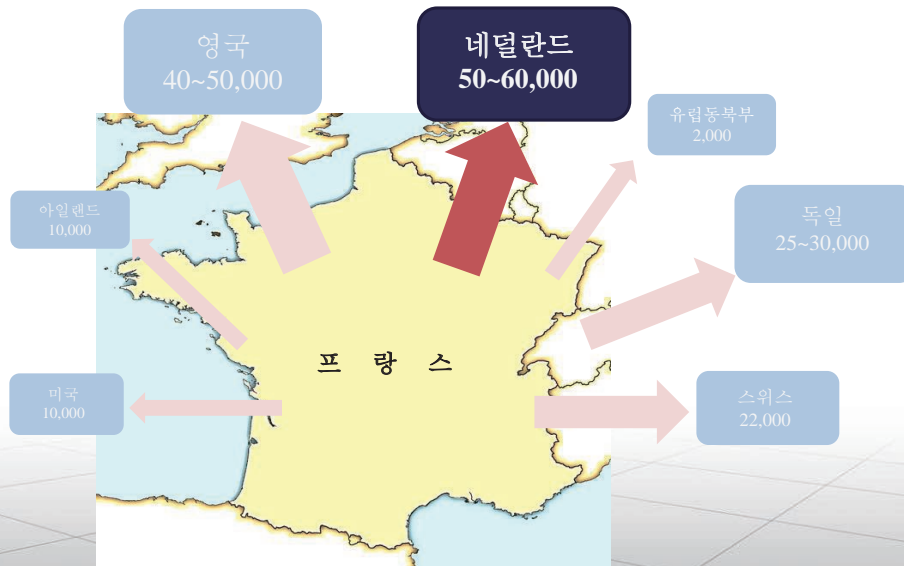 영국
40~50,000
네덜란드
50~60,000
유럽동북부
2,000
아일랜드
10,000
독일
25~30,000
프 랑 스
미국
10,000
스위스
22,000